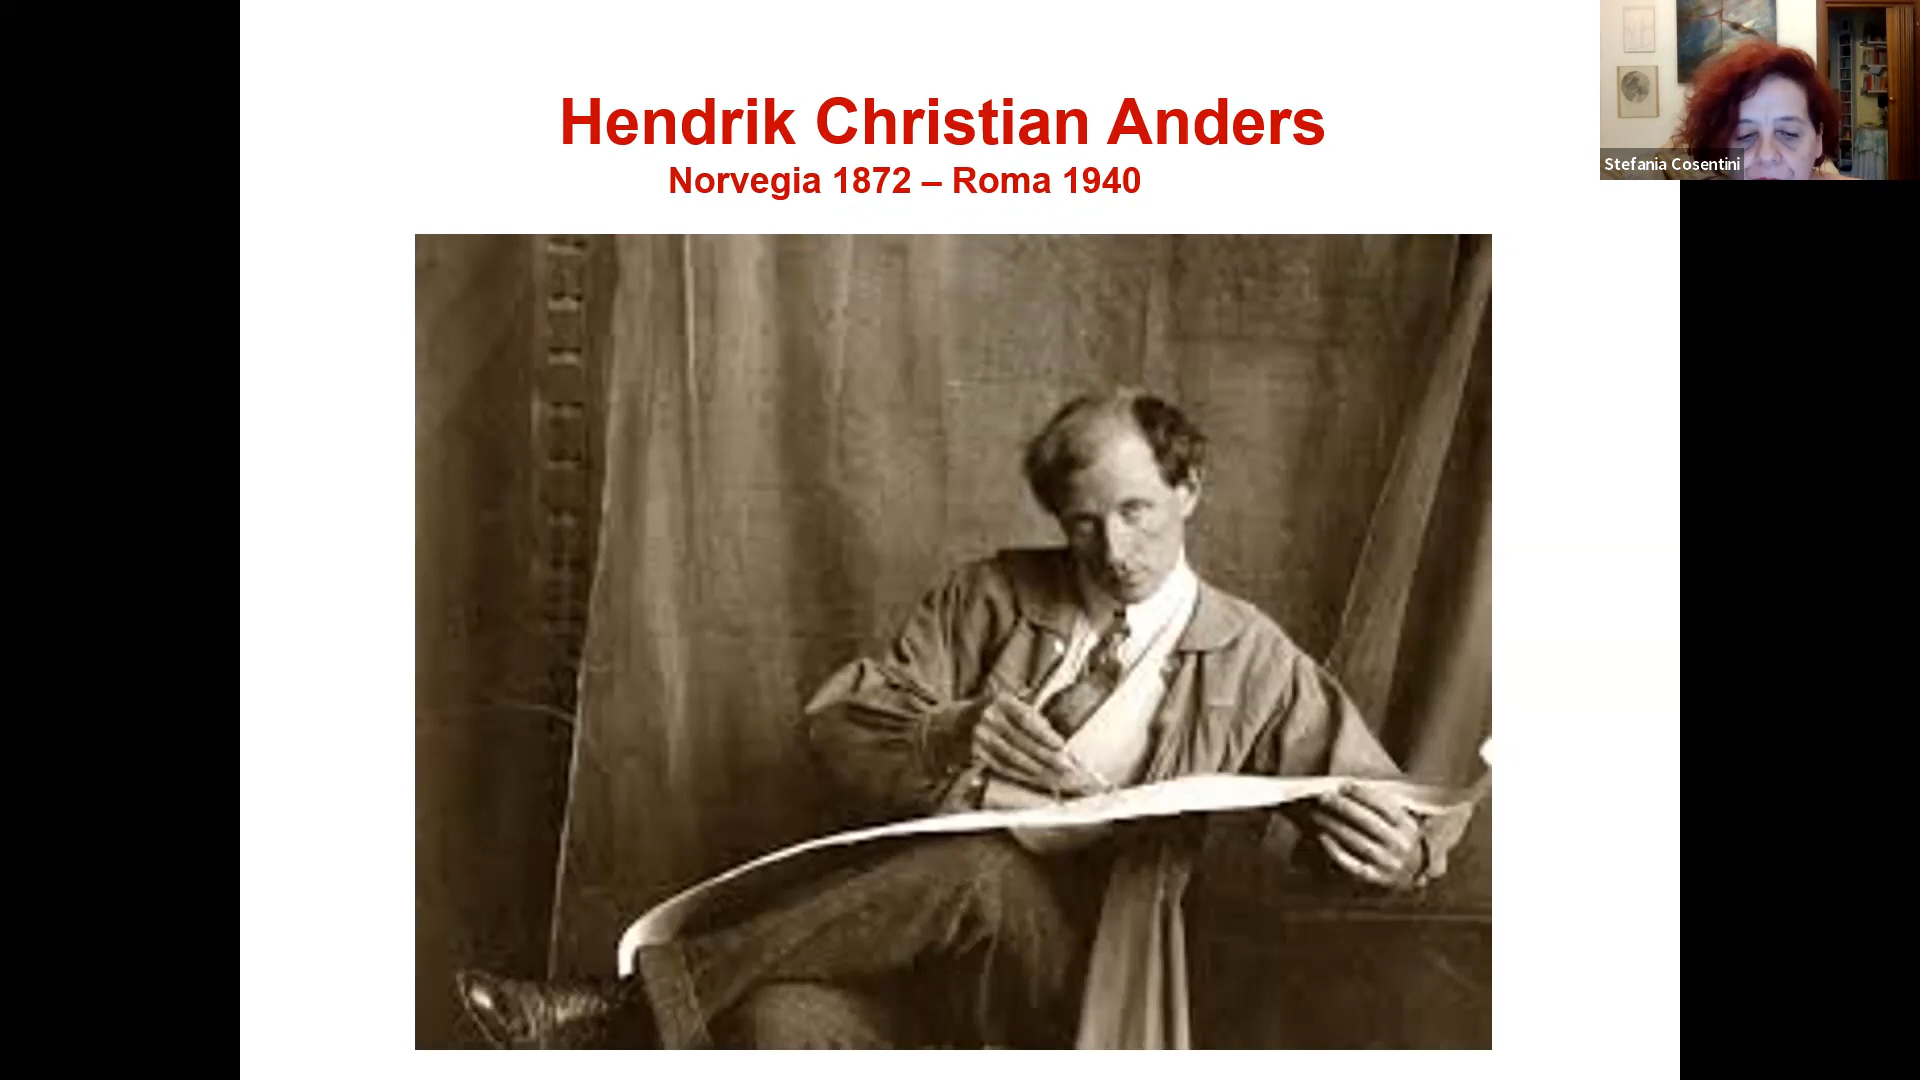 Hendrik Christian Anders
Norvegia 1872 – Roma 1940
Stefania Cosentini